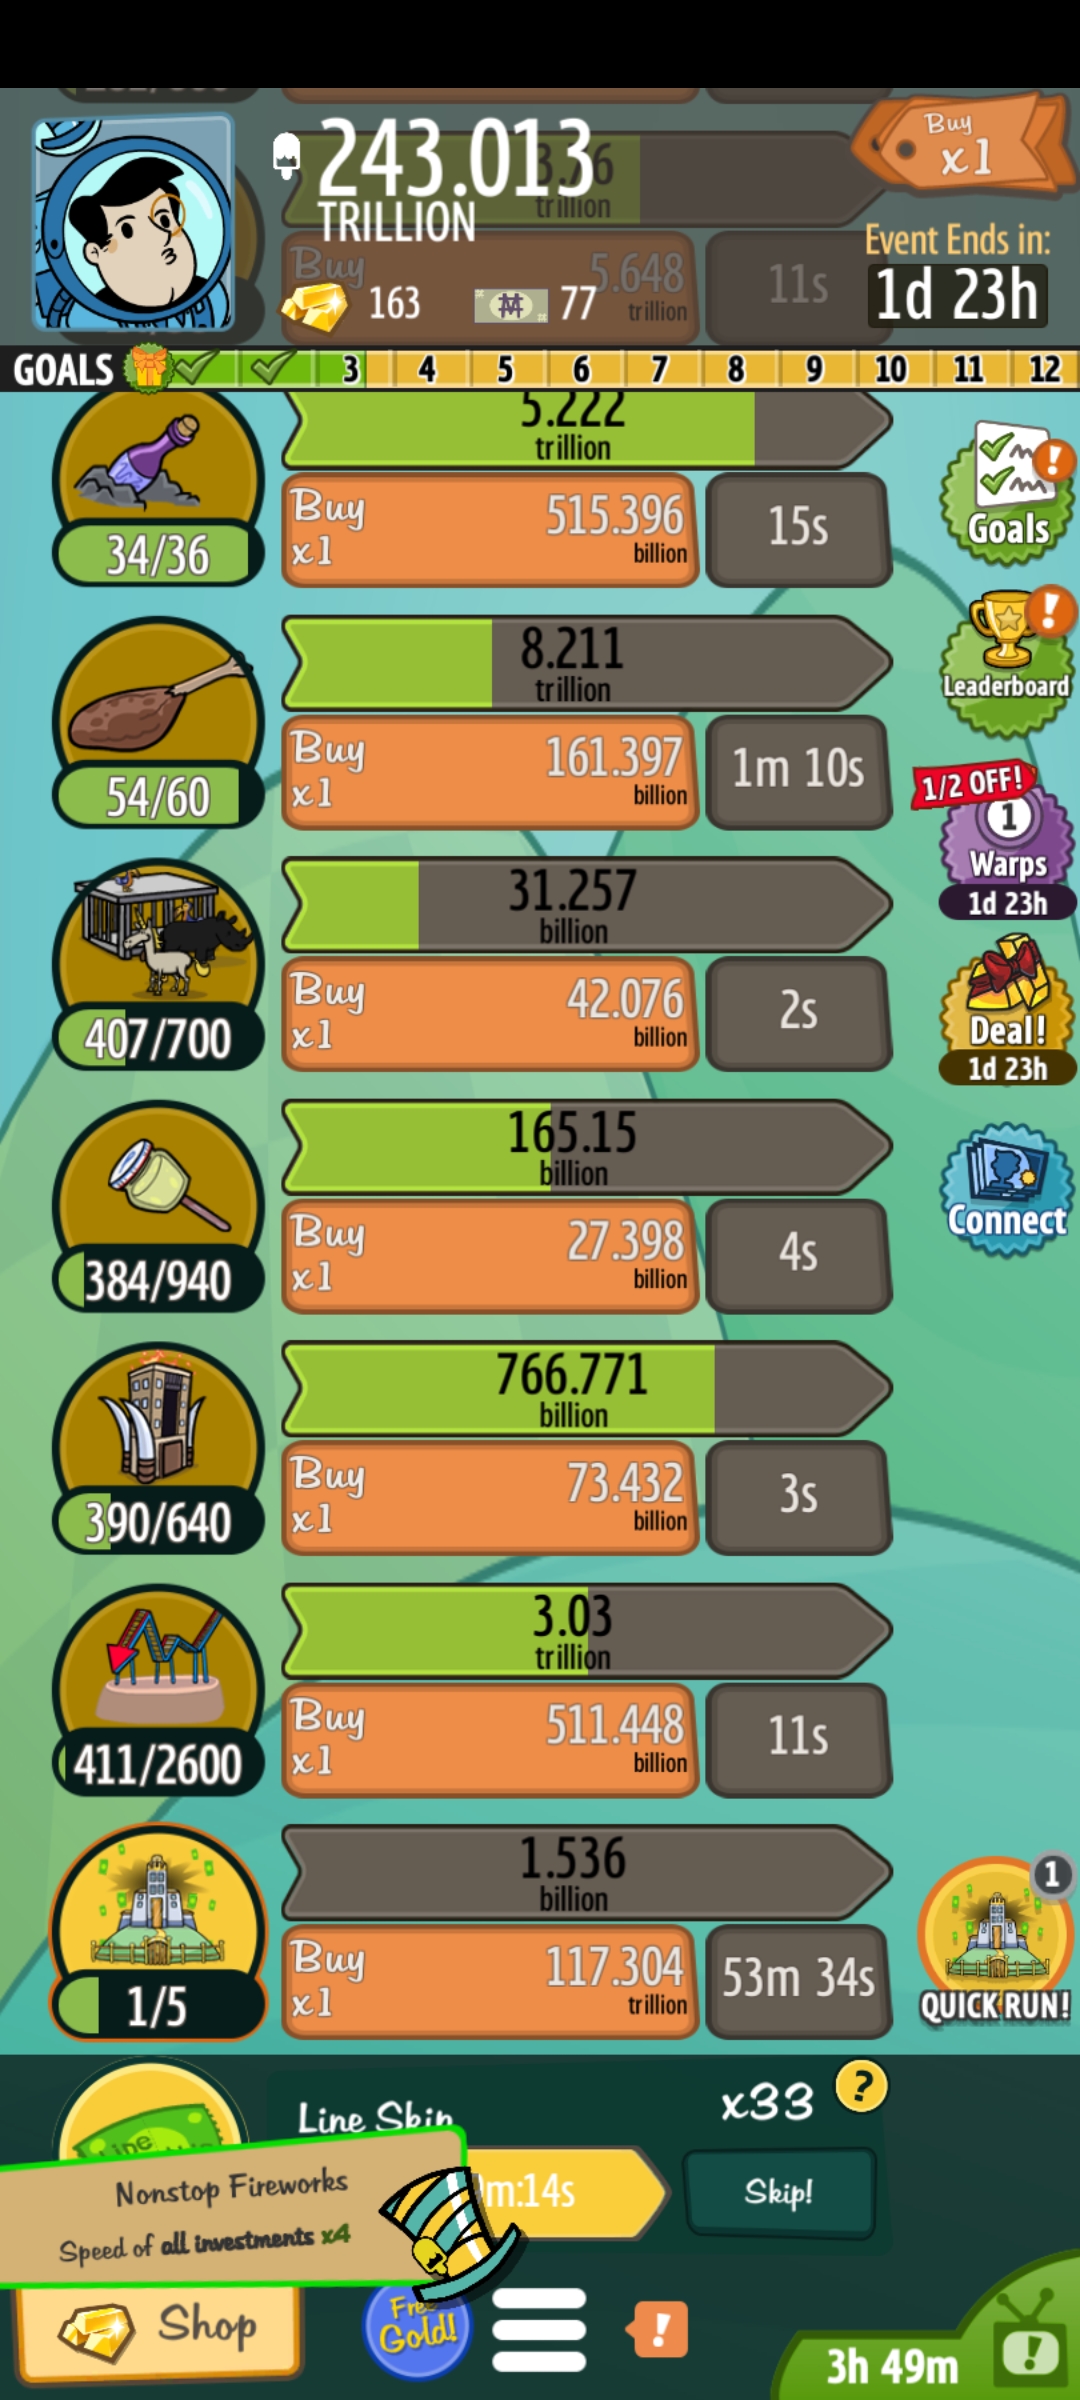 243.013
TRILLION
3.36
trillion
Buy
x1
Event Ends in:
1d 23h
Buy
5.648
trillion
11s
163
77
GOALS 3 4 5 6 7 8 9 10 11 12
5.222
trillion
34/36
Buy
x1
515.396
billion
15s
Goals
8.211
trillion
54/60
Buy
x1
161.397
billion
1m 10s
Leaderboard
1/2 OFF!
1
Warps
1d 23h
31.257
billion
407/700
Buy
x1
42.076
billion
2s
Deal!
1d 23h
165.15
billion
384/940
Buy
x1
27.398
billion
4s
Connect
766.771
billion
390/640
Buy
x1
73.432
billion
3s
3.03
trillion
411/2600
Buy
x1
511.448
billion
11s
1.536
billion
1/5
Buy
x1
117.304
trillion
53m 34s
1
QUICK RUN!
Line Skip
x33
?
Line
m:14s
Skip!
Nonstop Fireworks
Speed of all investments x4
Shop
Free
Gold!
!
3h 49m
!